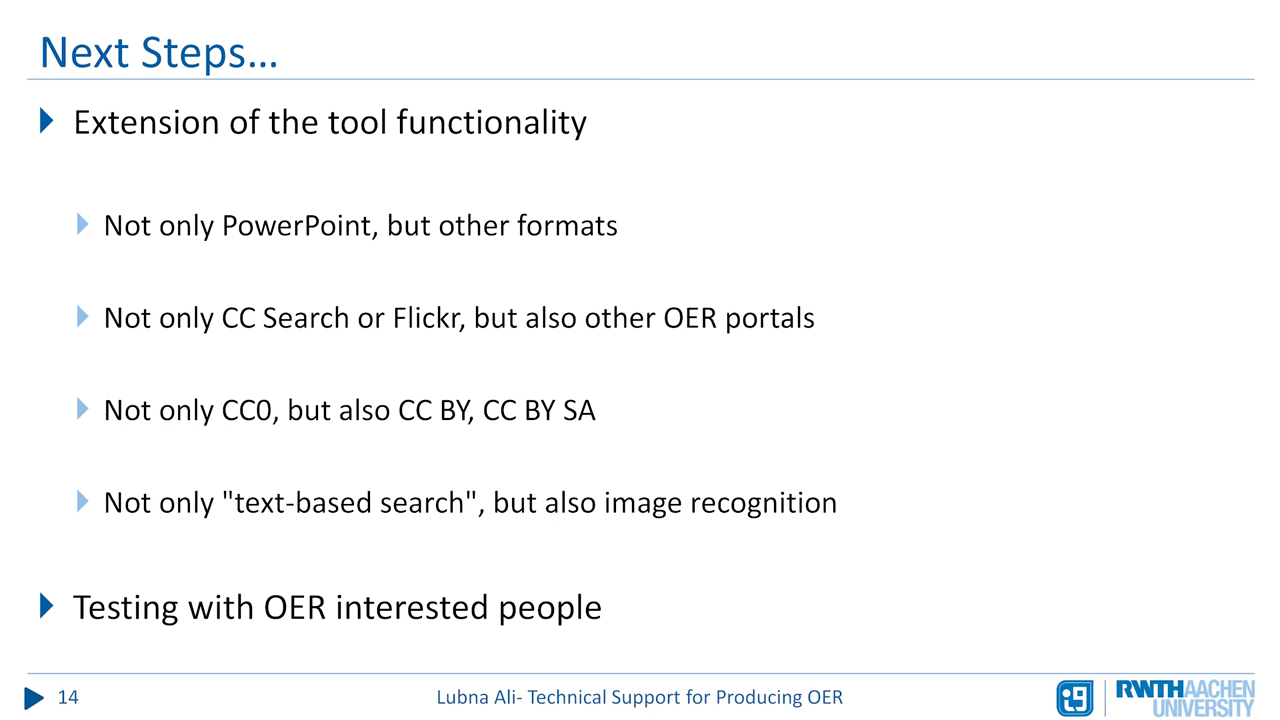 Next Steps…
Extension of the tool functionality
Not only PowerPoint, but other formats
Not only CC Search or Flickr, but also other OER portals
Not only CC0, but also CC BY, CC BY SA
Not only "text-based search", but also image recognition
Testing with OER interested people
14
Lubna Ali- Technical Support for Producing OER
RWTHAACHEN
UNIVERSITY